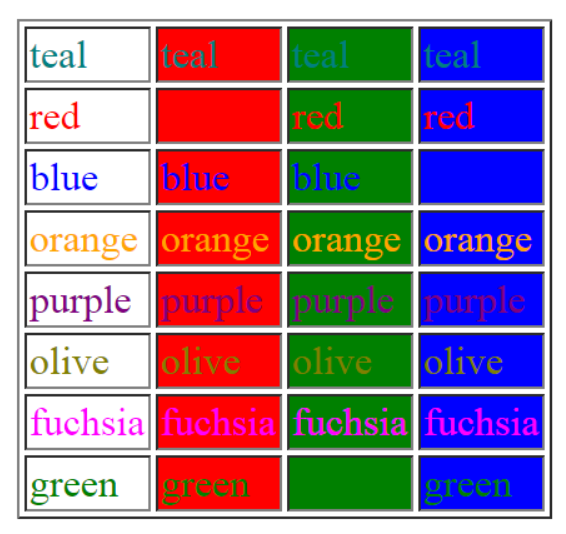 teal teal teal teal
red red red
blue blue blue
orange orange orange orange
purple purple purple purple
olive olive olive olive
fuchsia fuchsia fuchsia fuchsia
green green green